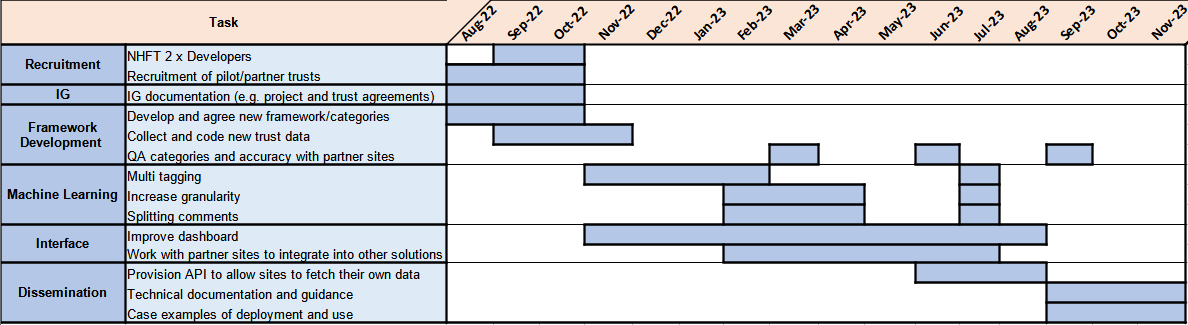 Task Aug-22 Sep-22 Oct-22 Nov-22 Dec-22 Jan-23 Feb-23 Mar-23 Apr-23 May-23 Jun-23 Jul-23 Aug-23 Sep-23 Oct-23 Nov-23
Recruitment
NHFT 2 x Developers
Recruitment of pilot/partner trusts
IG
IG documentation (e.g. project and trust agreements)
Framework
Development
Develop and agree new framework/categories
Collect and code new trust data
QA categories and accuracy with partner sites
Machine Learning
Multi tagging
Increase granularity
Splitting comments
Interface
Improve dashboard
Work with partner sites to integrate into other solutions
Dissemination
Provision API to allow sites to fetch their own data
Technical documentation and guidance
Case examples of deployment and use